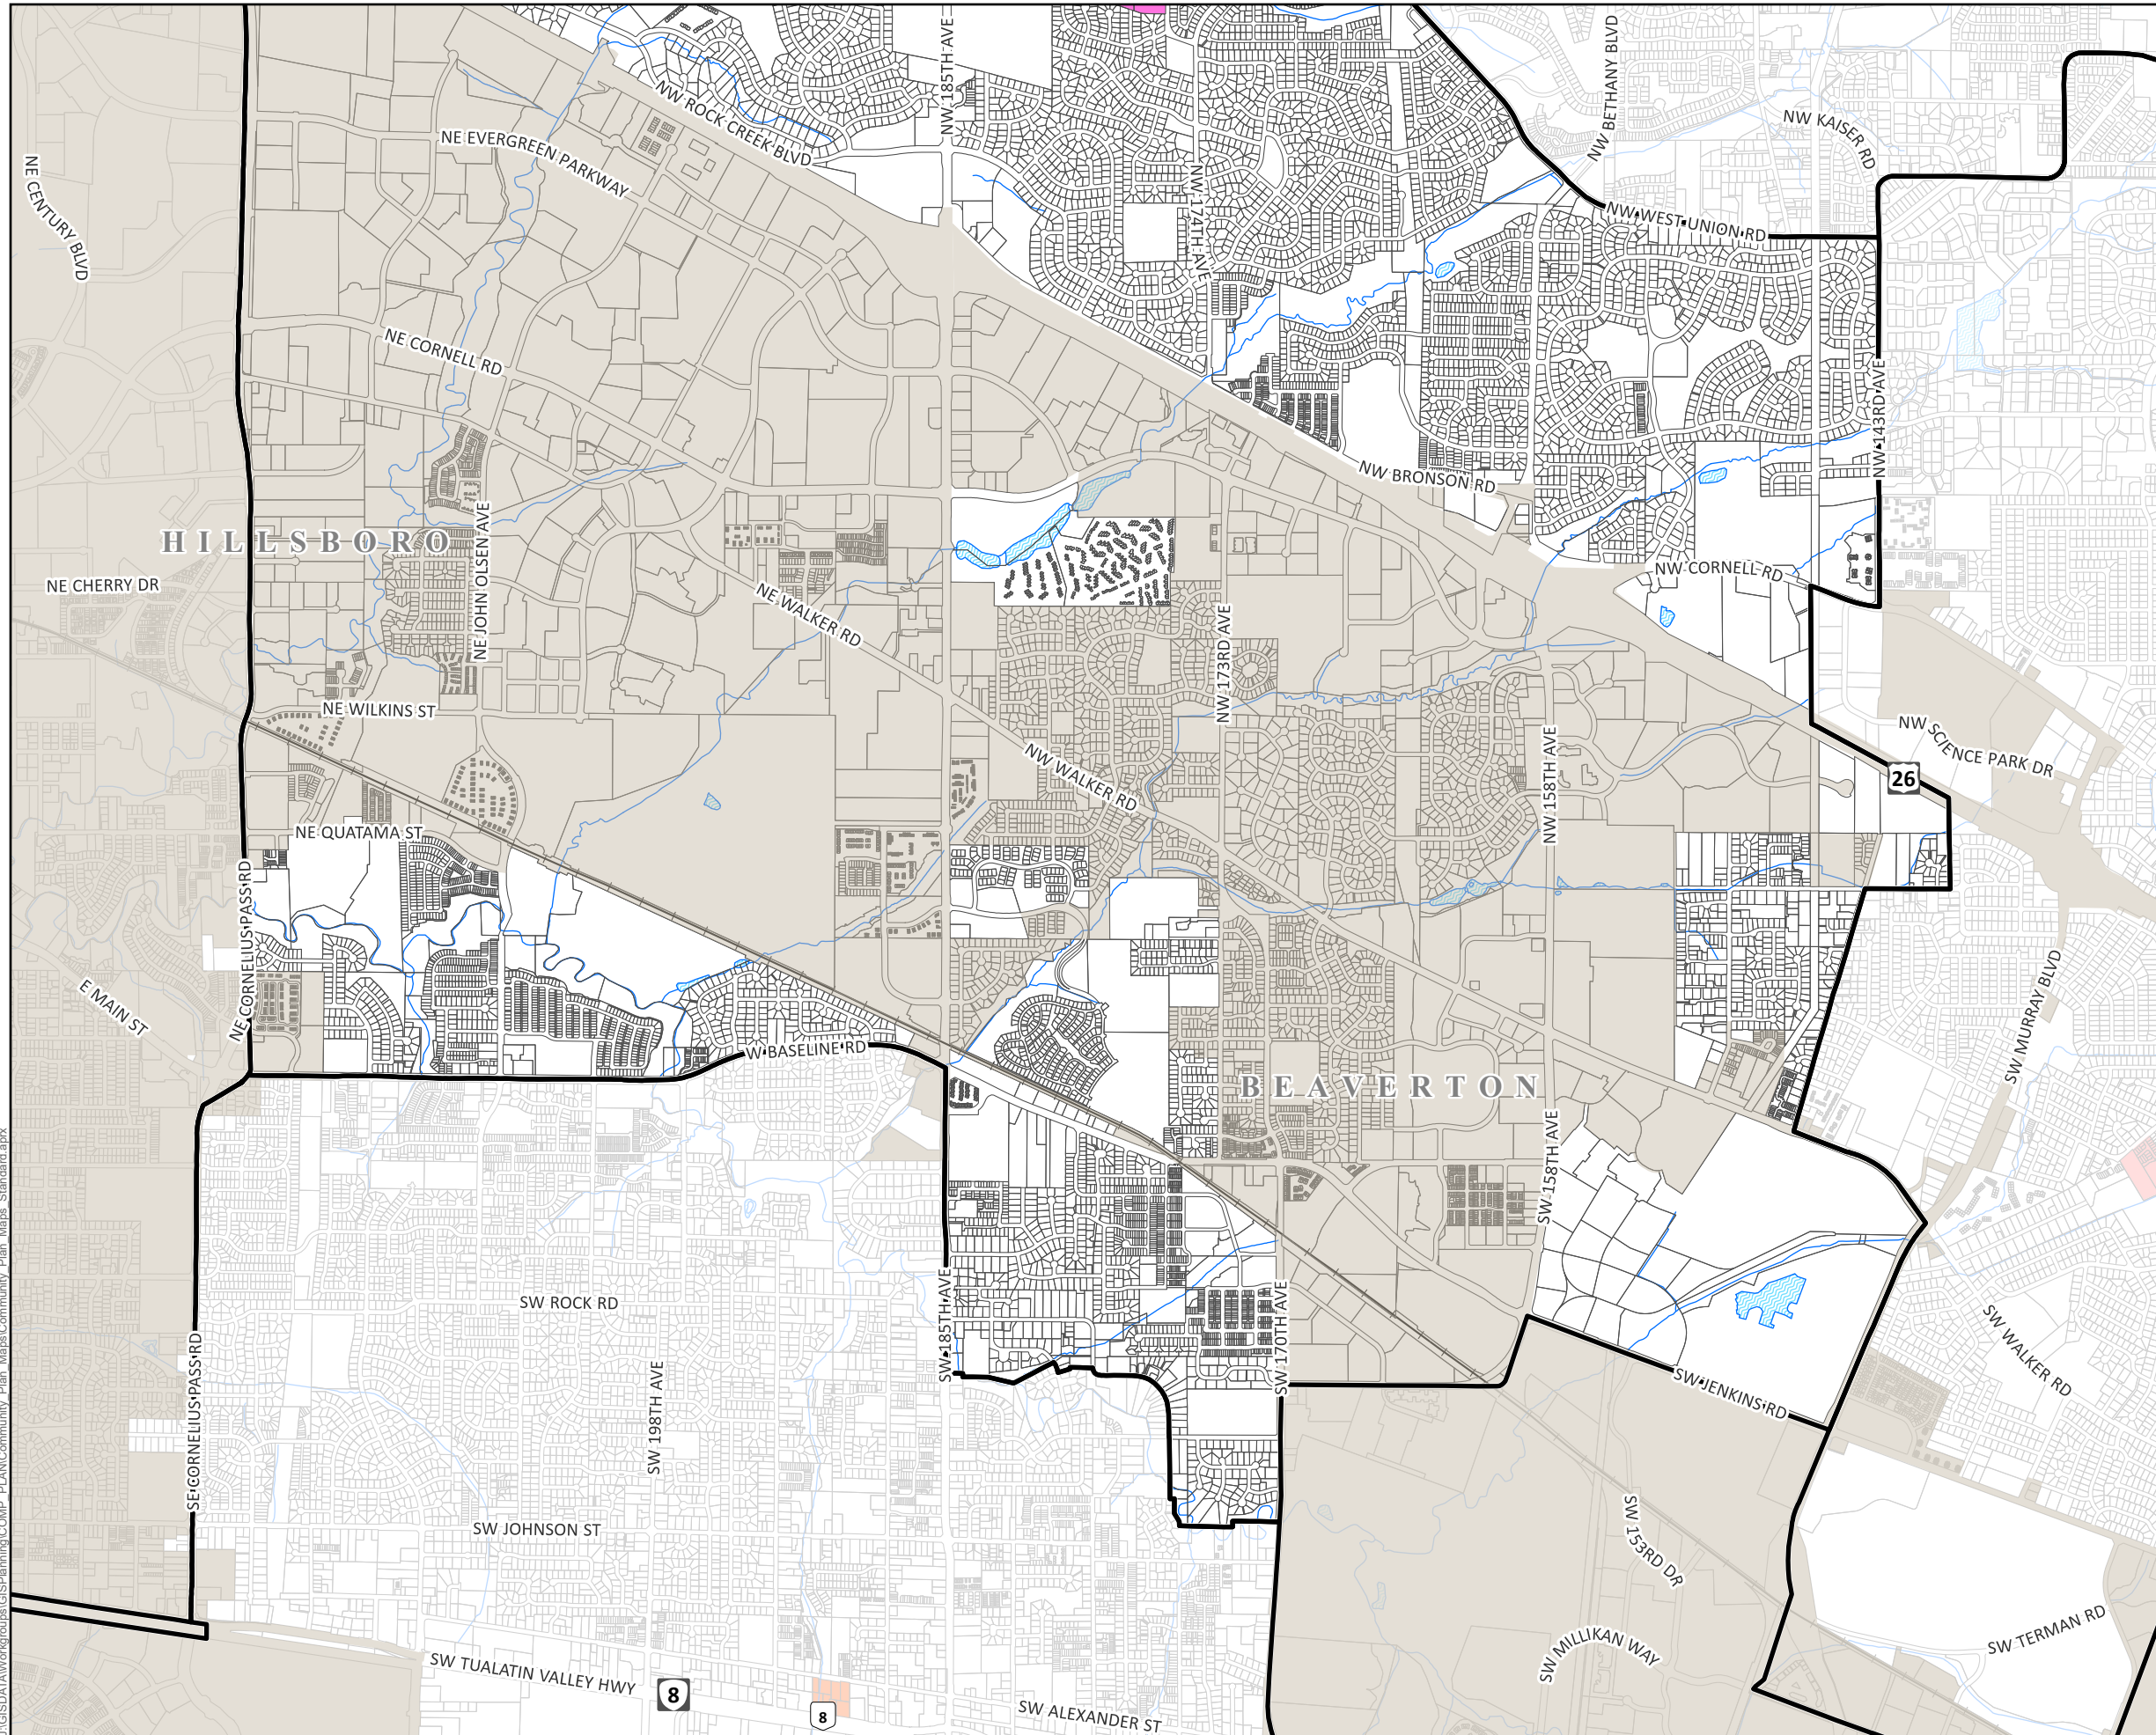 NW 185TH AVE
NW BETHANY BLVD
NW ROCK CREEK BLVD
NW KAISER RD
NE EVERGREEN PARKWAY
NE CENTURY BLVD
NW 174TH AVE
NW WEST UNION RD
NE CORNELL RD
NW 143RD AVE
NW BRONSON RD
HILLSBORO
NE JOHN OLSEN AVE
NW CORNELL RD
NE CHERRY DR
NE WALKER RD
NW 173RD AVE
NE WILKINS ST
NW SCIENCE PARK DR
NW WALKER RD
NW 158TH AVE
26
NE QUATAMA ST
NE CORNELIUS PASS RD
E MAIN ST
SW MURRAY BLVD
W BASELINE RD
BEAVERTON
SW 158TH AVE
SW ROCK RD
SW 185TH AVE
SW 170TH AVE
SW WALKER RD
SE CORNELIUS PASS RD
SW 198TH AVE
SW JENKINS RD
SW JOHNSON ST
SW 153RD DR
SW TERMAN RD
SW MILLIKAN WAY
SW TUALATIN VALLEY HWY
8
8
SW ALEXANDER ST